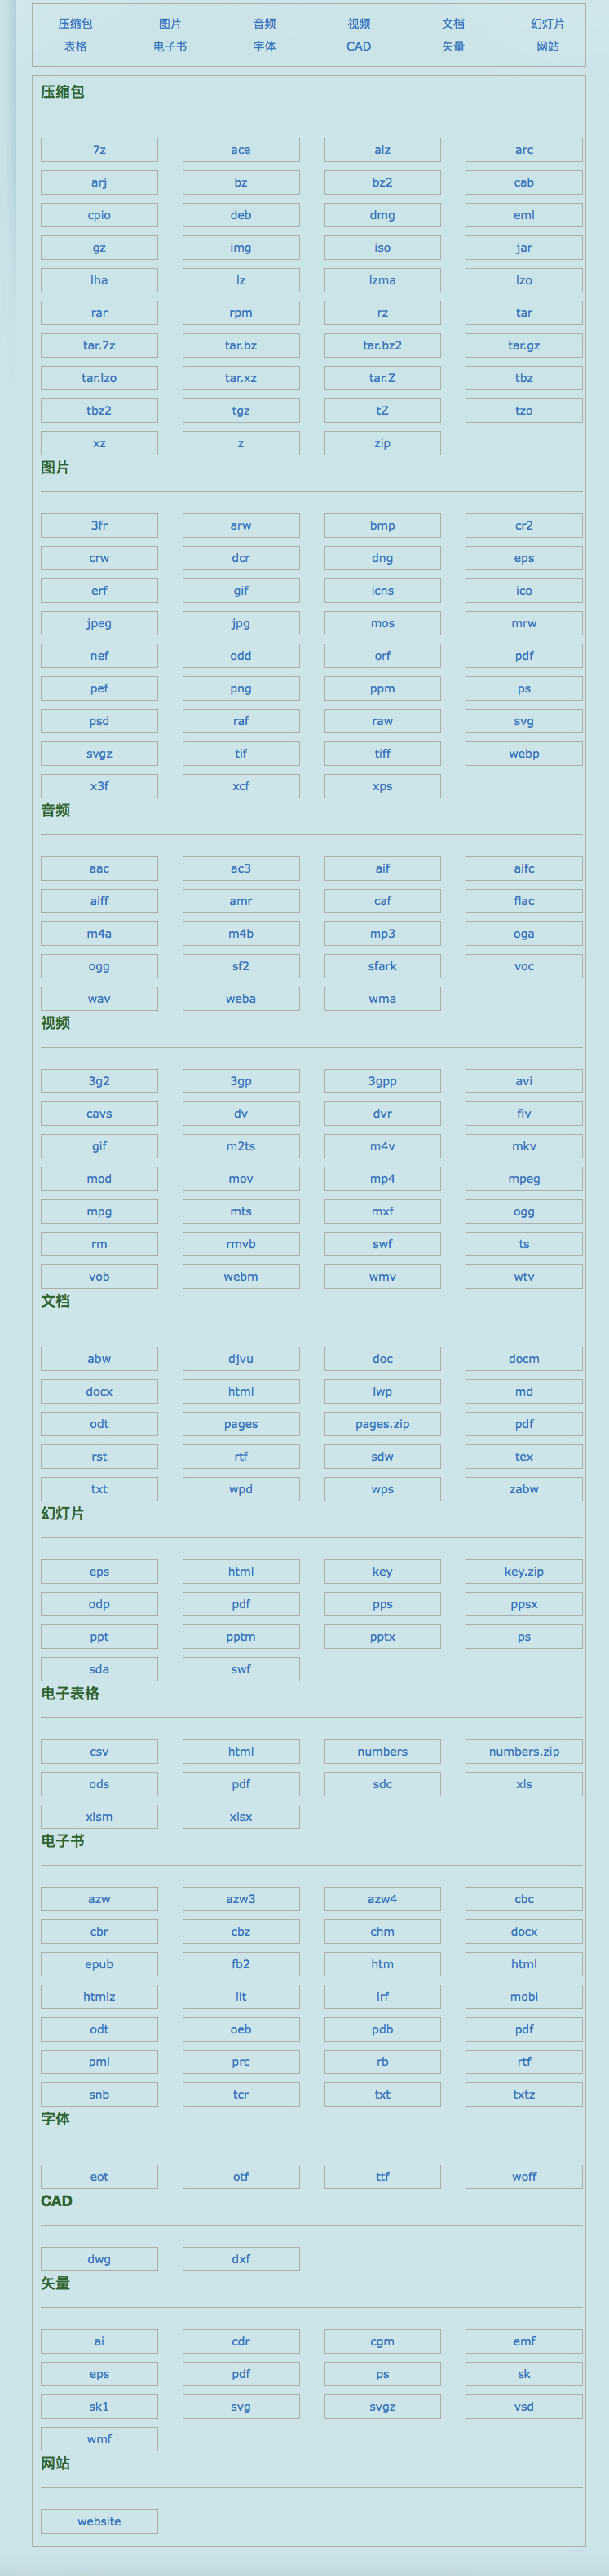 压缩包 图片 音频 视频 文档 幻灯片
表格 电子书 字体 CAD 矢量 网站
压缩包
7z ace alz arc
arj bz bz2 cab
cpio deb dmg eml
gz img iso jar
lha lz lzma lzo
rar rpm rz tar
tar.7z tar.bz tar.bz2 tar.gz
tar.lzo tar.xz tar.Z tbz
tbz2 tgz tZ tzo
xz z zip
图片
3fr arw bmp cr2
crw dcr dng eps
erf gif icns ico
jpeg jpg mos mrw
nef odd orf pdf
pef png ppm ps
psd raf raw svg
svgz tif tiff webp
x3f xcf xps
音频
aac ac3 aif aifc
aiff amr caf flac
m4a m4b mp3 oga
ogg sf2 sfark voc
wav weba wma
视频
3g2 3gp 3gpp avi
cavs dv dvr flv
gif m2ts m4v mkv
mod mov mp4 mpeg
mpg mts mxf ogg
rm rmvb swf ts
vob webm wmv wtv
文档
abw djvu doc docm
docx html lwp md
odt pages pages.zip pdf
rst rtf sdw tex
txt wpd wps zabw
幻灯片
eps html key key.zip
odp pdf pps ppsx
ppt pptm pptx ps
sda swf
电子表格
csv html numbers numbers.zip
ods pdf sdc xls
xlsm xlsx
电子书
azw azw3 azw4 cbc
cbr cbz chm docx
epub fb2 htm html
htmlz lit lrf mobi
odt oeb pdb pdf
pml prc rb rtf
snb tcr txt txtz
字体
eot otf ttf woff
CAD
dwg dxf
矢量
ai cdr cgm emf
eps pdf ps sk
sk1 svg svgz vsd
wmf
网站
website